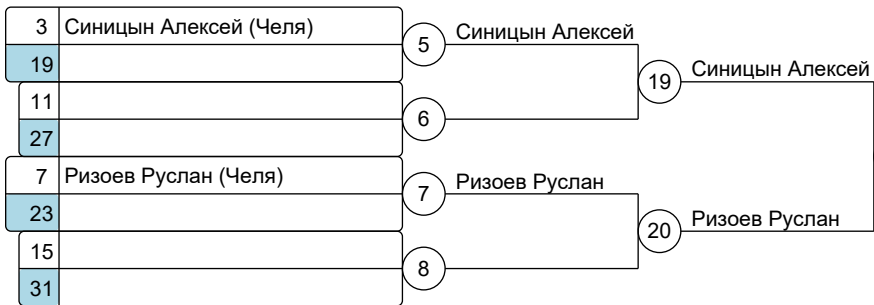 3 Синицын Алексей (Челя)
19
5 Синицын Алексей
11
27
6
19 Синицын Алексей
7 Ризоев Руслан (Челя)
23
7 Ризоев Руслан
15
31
8
20 Ризоев Руслан